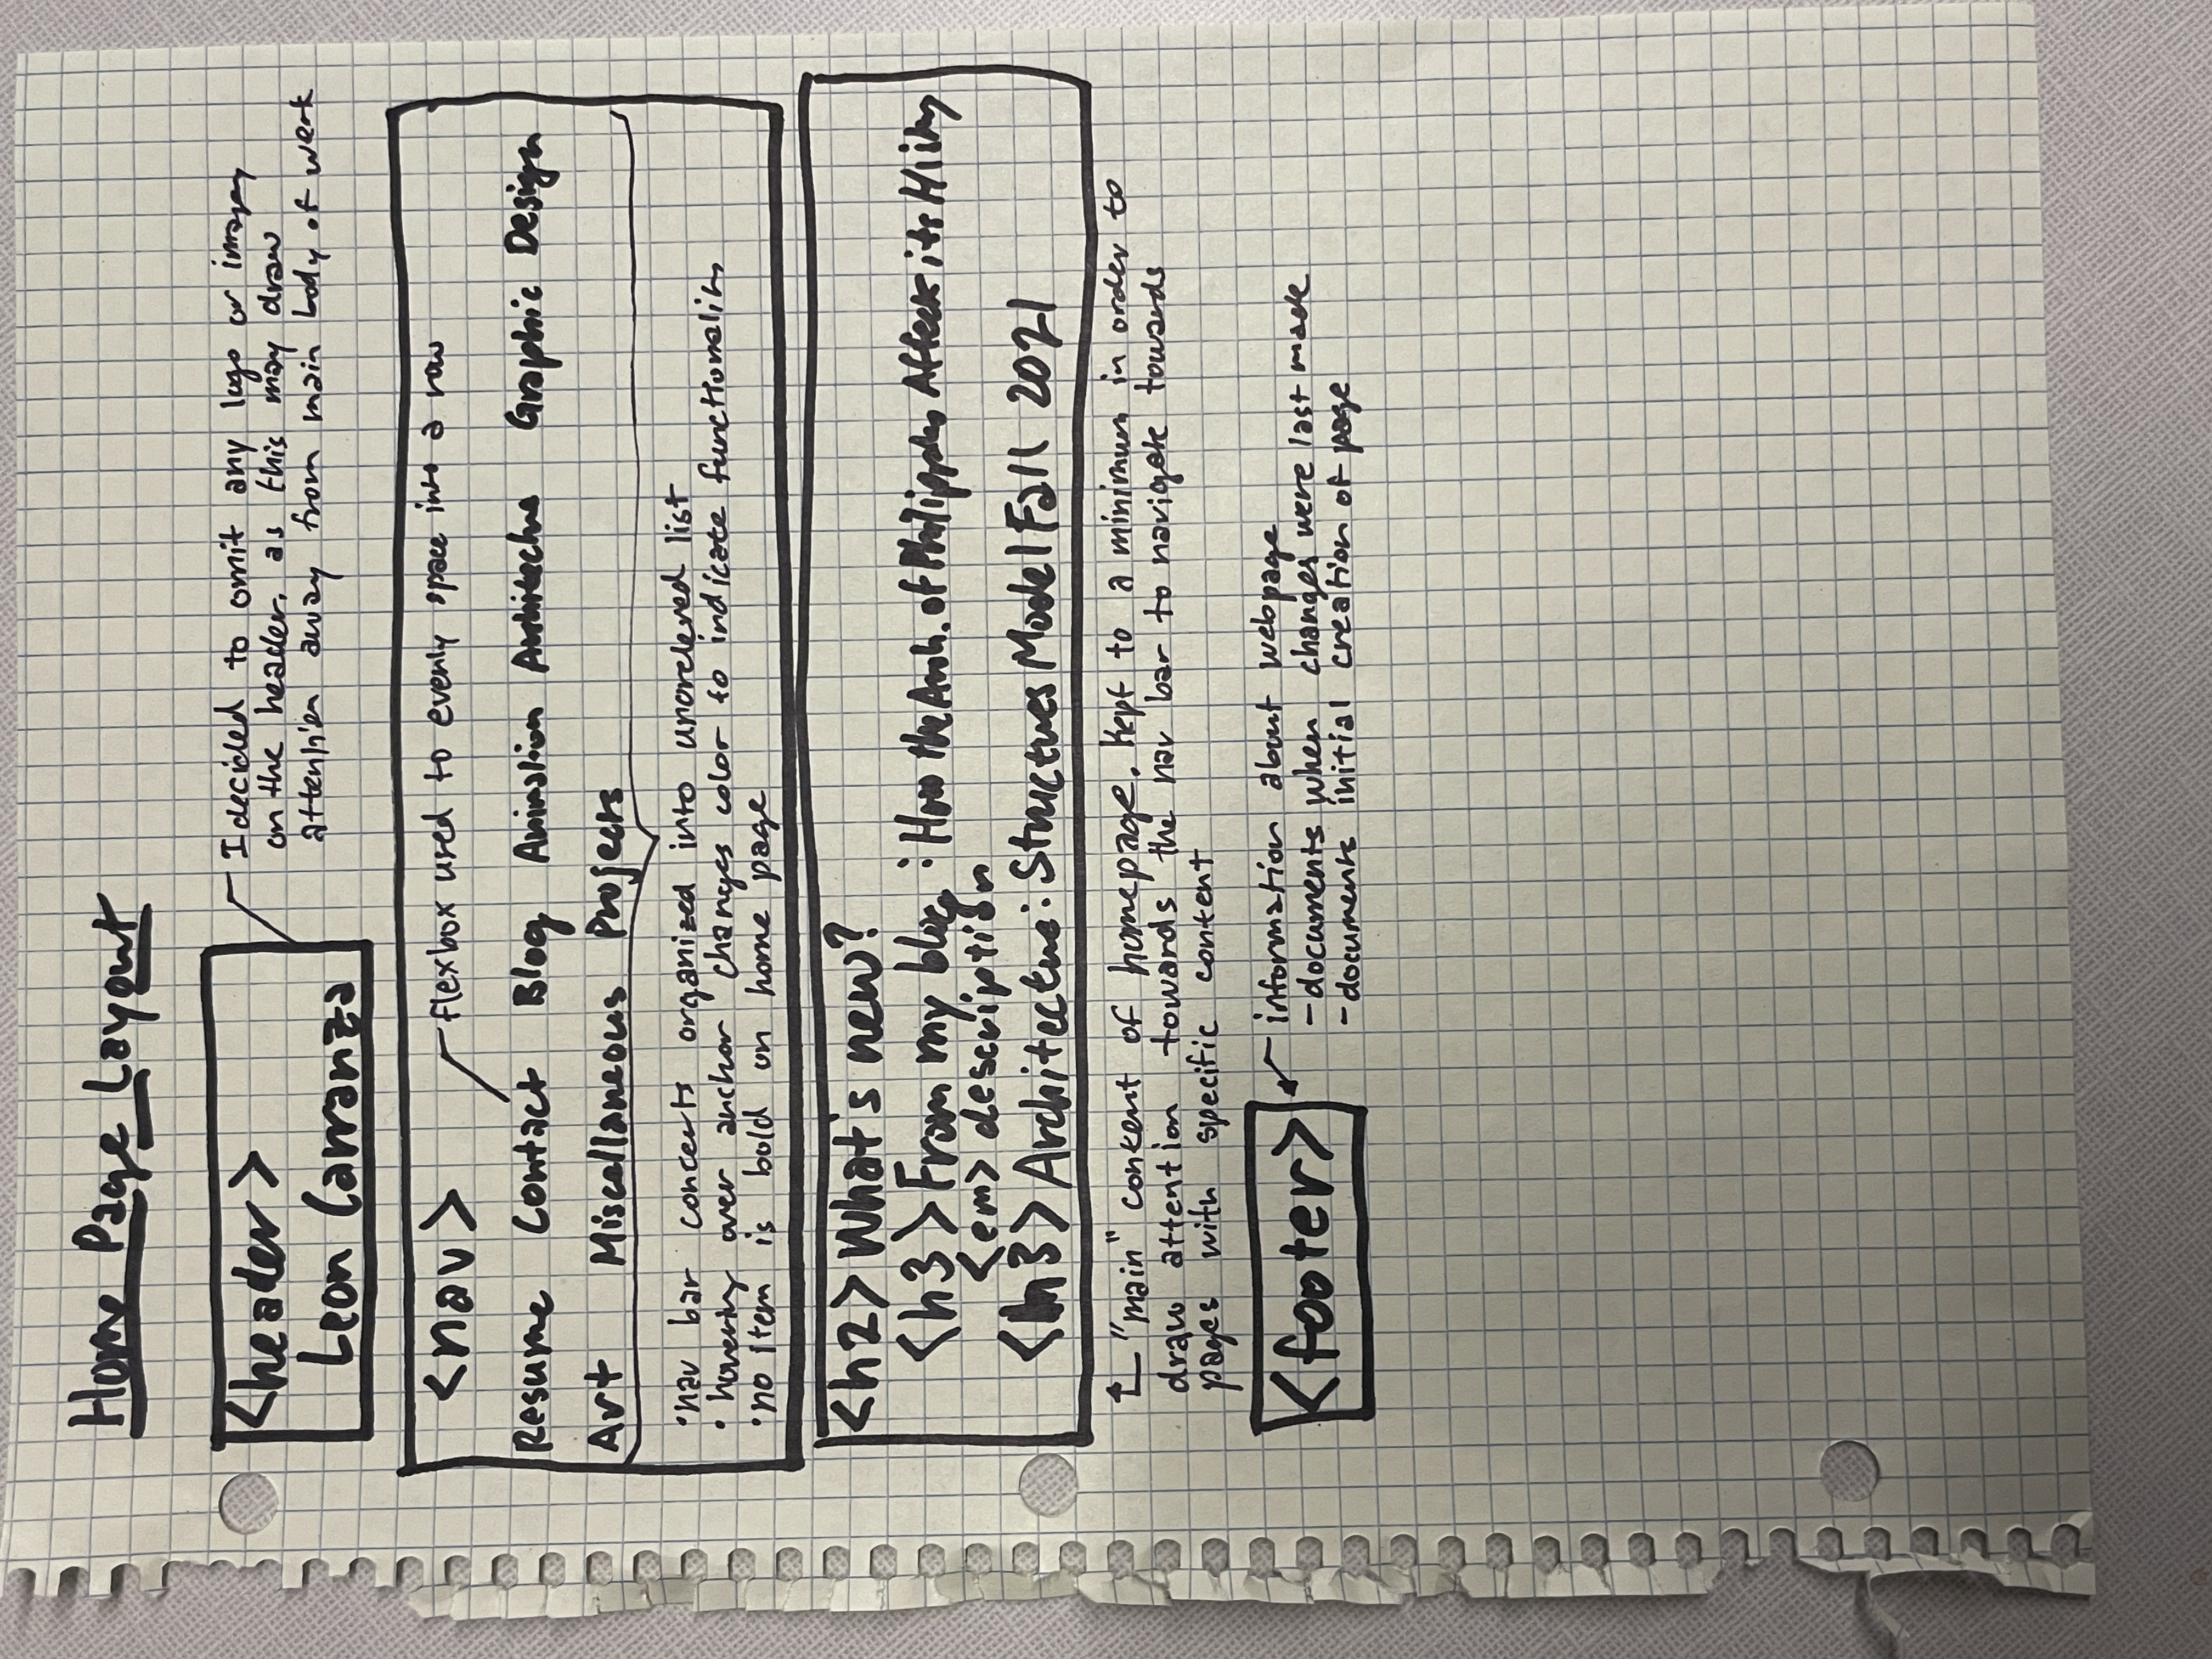 Home Page Layout
<header>
Leon Carranza
I decided to omit any logo or imagery
on the header. as this may draw
attention away from main body of work
<nav>
flexbox used to evenly space into a row
Resume Contact Blog Animation Architecture Graphic Design
Art Miscellaneous Projects
• nav bar organized into unordered list
• hovering over anchor changes color to indicate functionality
• no item is bold on home page
<h2> What's new?
<h3> From my blog: How the Arch. of Philippines Affects its
<em> description
<h3> Architecture: Structures Model Fall 2021
"main" content of homepage. Kept to a minimum in order to
draw attention towards the nav bar to navigate towards
pages with specific content
<footer>
information about webpage
- documents when changes were last made
- documents initial creation of page